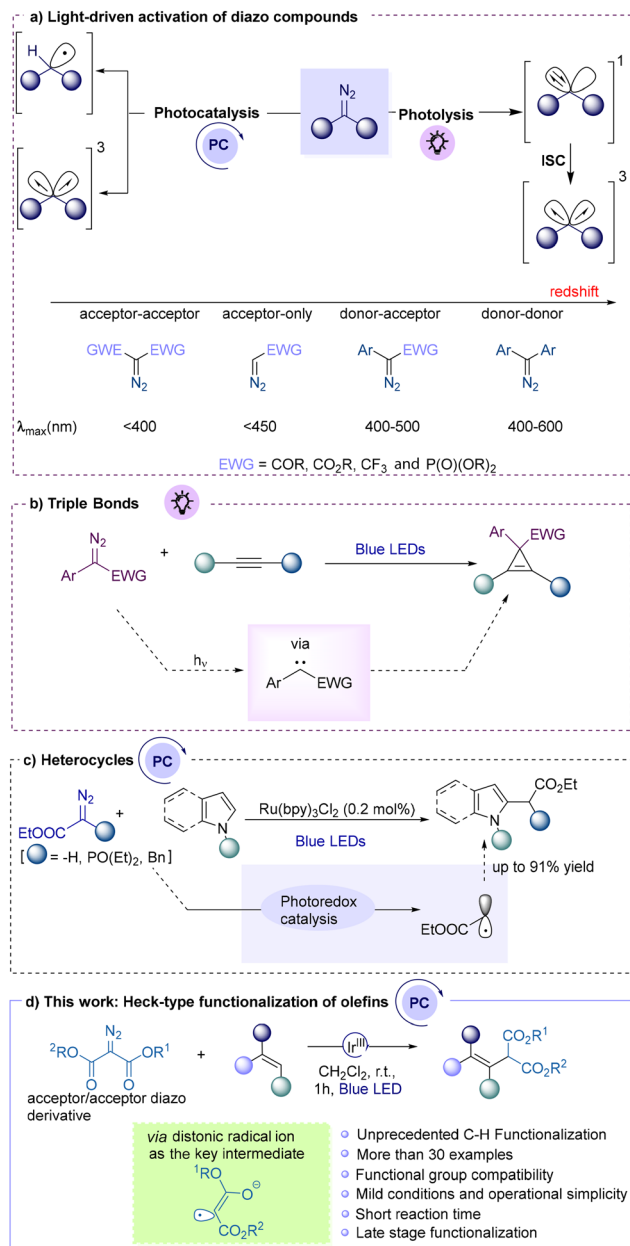 a) Light-driven activation of diazo compounds
H
N2
1
Photocatalysis
Photolysis
PC
ISC
3
3
redshift
acceptor-acceptor acceptor-only donor-acceptor donor-donor
GWE EWG EWG Ar EWG Ar Ar
N2 N2 N2 N2
λmax(nm) <400 <450 400-500 400-600
EWG = COR, CO2R, CF3 and P(O)(OR)2
b) Triple Bonds
N2
Ar EWG
+
Blue LEDs
Ar EWG
hν
via
Ar EWG
c) Heterocycles PC
N2
EtOOC
+
N
Ru(bpy)3Cl2 (0.2 mol%)
Blue LEDs
CO2Et
N
[ = -H, PO(Et)2, Bn]
up to 91% yield
Photoredox
catalysis
EtOOC
d) This work: Heck-type functionalization of olefins PC
N2
2RO OR1
O O
+
IrIII
CH2Cl2, r.t.,
1h, Blue LED
CO2R1
CO2R2
acceptor/acceptor diazo
derivative
via distonic radical ion
as the key intermediate
1RO
O⊖
CO2R2
Unprecedented C-H Functionalization
More than 30 examples
Functional group compatibility
Mild conditions and operational simplicity
Short reaction time
Late stage functionalization